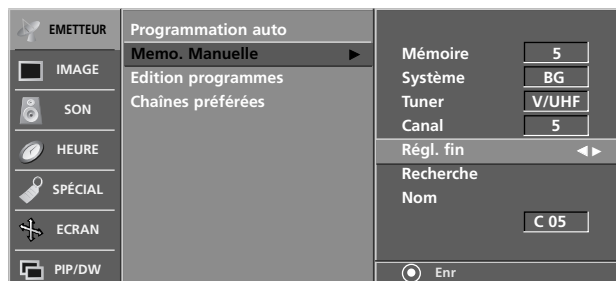 EMETTEUR
IMAGE
SON
HEURE
SPÉCIAL
ECRAN
PIP/DW
Programmation auto
Memo. Manuelle ▶
Edition programmes
Chaînes préférées
Mémoire 5
Système BG
Tuner V/UHF
Canal 5
Régl. fin ◀▶
Recherche
Nom
C 05
Enr